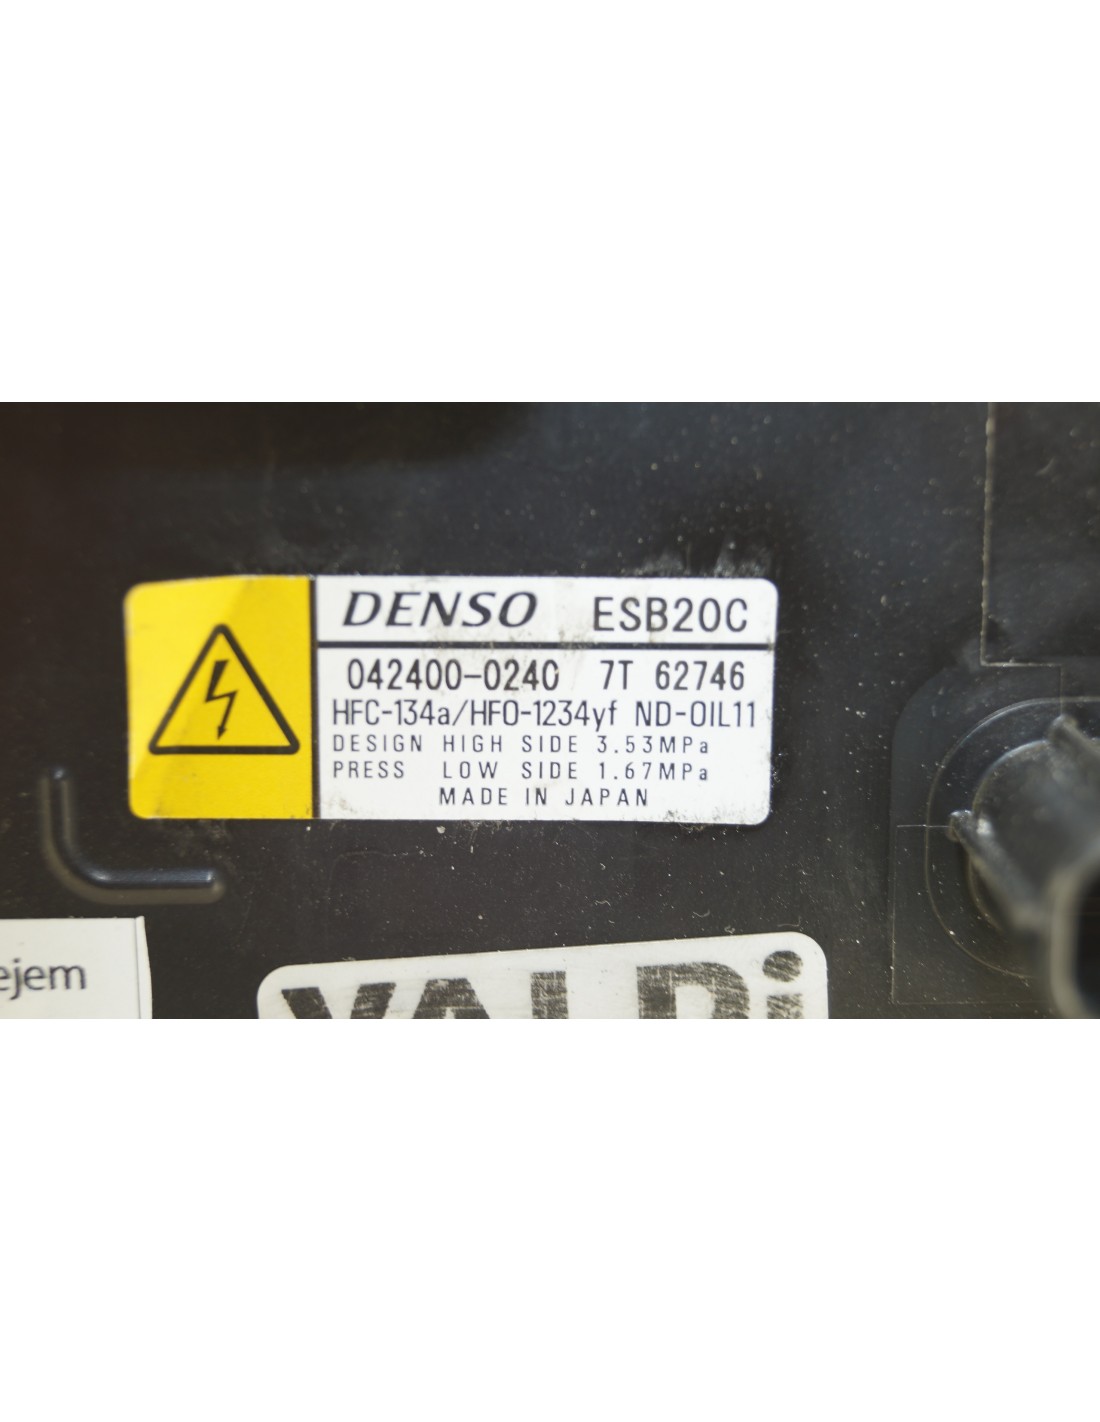 DENSO ESB20C
042400-0240 7T 62746
HFC-134a/HFO-1234yf ND-OIL11
DESIGN HIGH SIDE 3.53MPa
PRESS LOW SIDE 1.67MPa
MADE IN JAPAN
ejem
VALDi